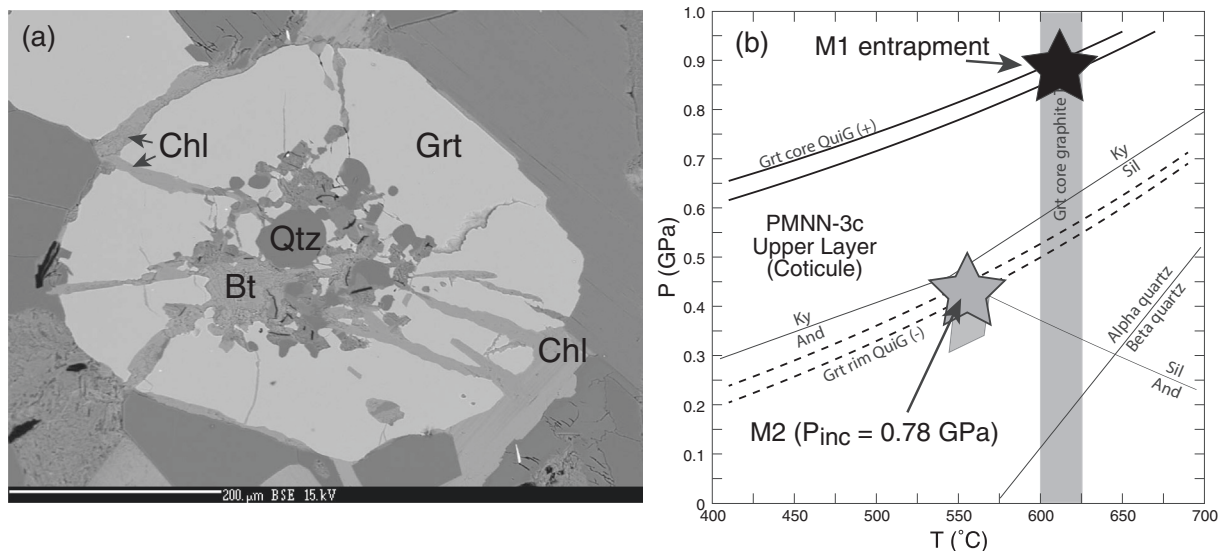 (a)
Chl
Grt
Qtz
Bt
Chl
200.µm BSE 15.kV
(b)
M1 entrapment
Grt core QuiG (+)
Grt core graphite T
Ky
Sil
PMNN-3c
Upper Layer
(Coticule)
Ky
And
Grt rim QuiG (-)
Alpha quartz
Beta quartz
Sil
And
M2 (Pinc = 0.78 GPa)
P (GPa)
1.0
0.9
0.8
0.7
0.6
0.5
0.4
0.3
0.2
0.1
0.0
400 450 500 550 600 650 700
T (˚C)